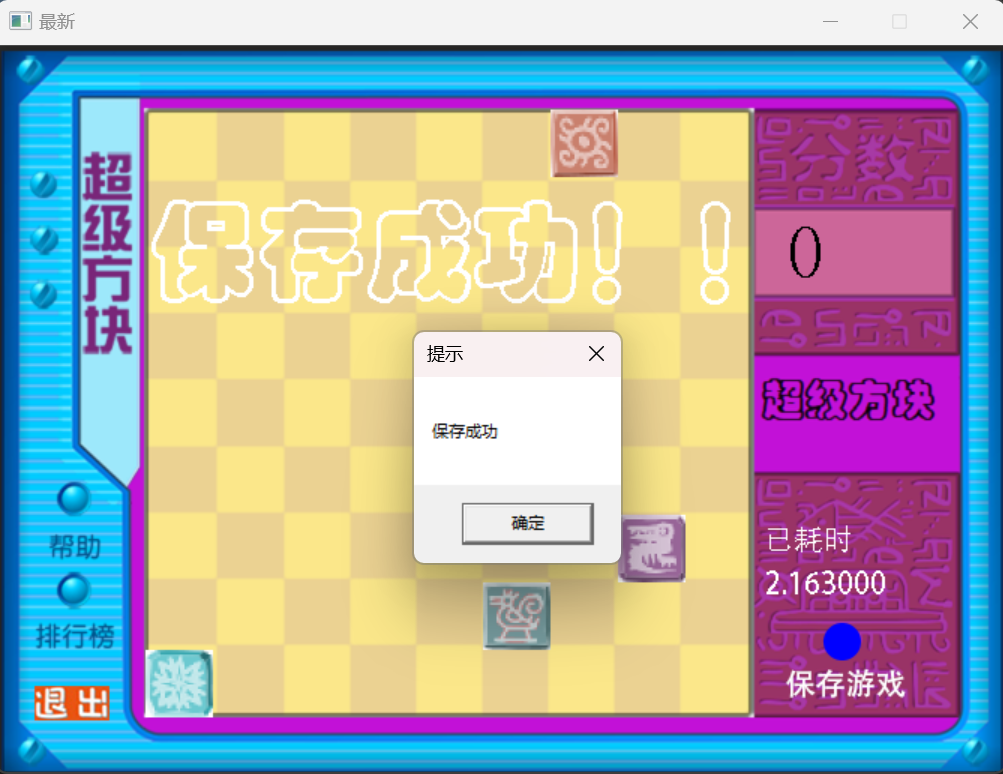 最新
超级方块
分数
保存成功！！
0
提示
保存成功
确定
超级方块
帮助
排行榜
退出
已耗时
2.163000
保存游戏